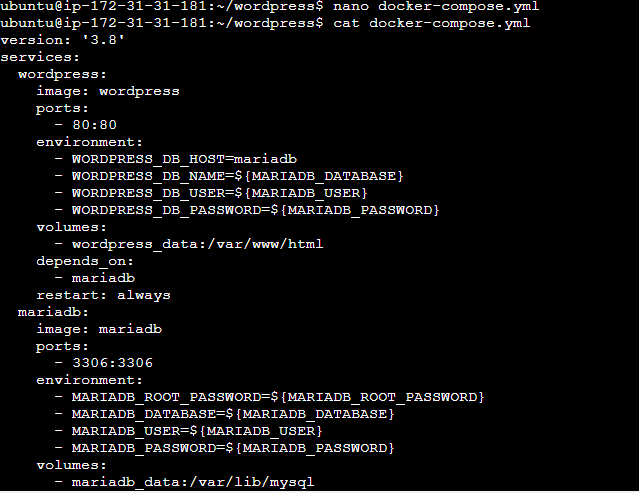 ubuntu@ip-172-31-31-181:~/wordpress$ nano docker-compose.yml
ubuntu@ip-172-31-31-181:~/wordpress$ cat docker-compose.yml
version: '3.8'
services:
  wordpress:
    image: wordpress
    ports:
      - 80:80
    environment:
      - WORDPRESS_DB_HOST=mariadb
      - WORDPRESS_DB_NAME=${MARIADB_DATABASE}
      - WORDPRESS_DB_USER=${MARIADB_USER}
      - WORDPRESS_DB_PASSWORD=${MARIADB_PASSWORD}
    volumes:
      - wordpress_data:/var/www/html
    depends_on:
      - mariadb
    restart: always
  mariadb:
    image: mariadb
    ports:
      - 3306:3306
    environment:
      - MARIADB_ROOT_PASSWORD=${MARIADB_ROOT_PASSWORD}
      - MARIADB_DATABASE=${MARIADB_DATABASE}
      - MARIADB_USER=${MARIADB_USER}
      - MARIADB_PASSWORD=${MARIADB_PASSWORD}
    volumes:
      - mariadb_data:/var/lib/mysql